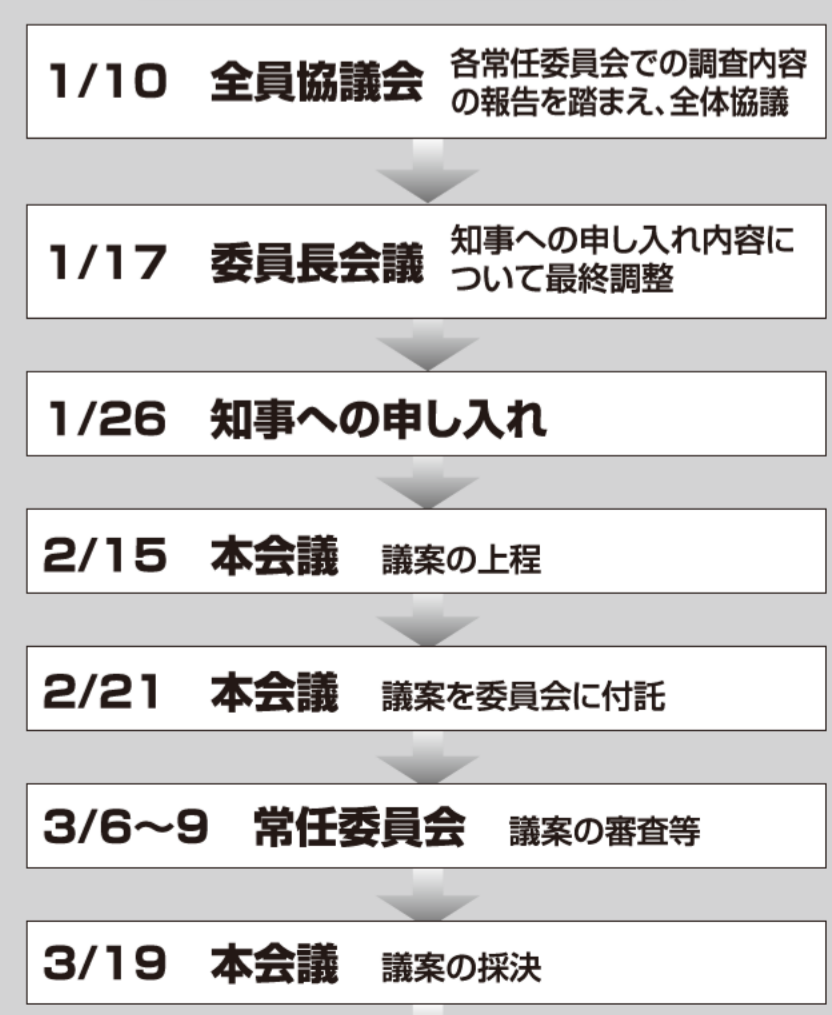 1/10 全員協議会 各常任委員会での調査内容
の報告を踏まえ、全体協議
1/17 委員長会議 知事への申し入れ内容に
ついて最終調整
1/26 知事への申し入れ
2/15 本会議 議案の上程
2/21 本会議 議案を委員会に付託
3/6～9 常任委員会 議案の審査等
3/19 本会議 議案の採決